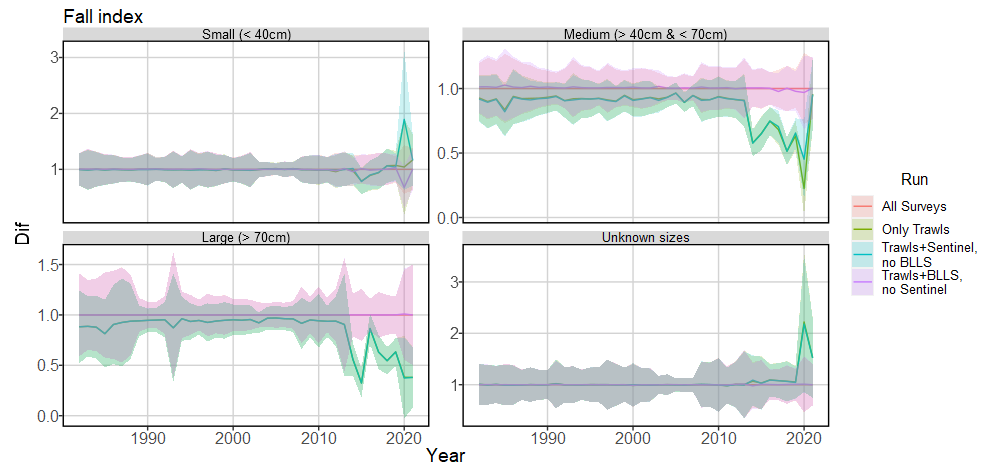 Fall index
Small (< 40cm)
Medium (> 40cm & < 70cm)
3
2
1
1.0
0.5
0.0
Large (> 70cm)
Unknown sizes
1.5
1.0
0.5
0.0
3
2
1
1990
2000
2010
2020
1990
2000
2010
2020
Dif
Year
Run
All Surveys
Only Trawls
Trawls+Sentinel,
no BLLS
Trawls+BLLS,
no Sentinel